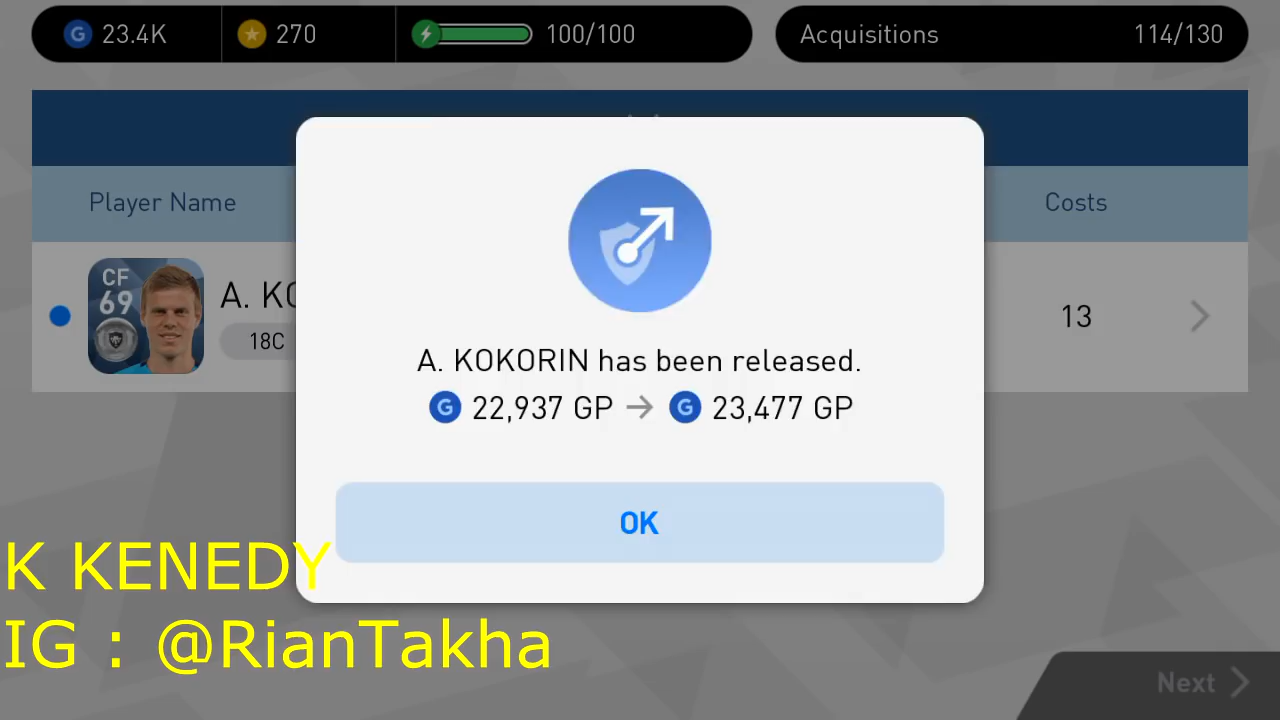 23.4K 270 100/100 Acquisitions 114/130
Player Name Costs
CF
69
A. KO
18C
13
A. KOKORIN has been released.
G 22,937 GP → G 23,477 GP
OK
K KENEDY
IG : @RianTakha
Next